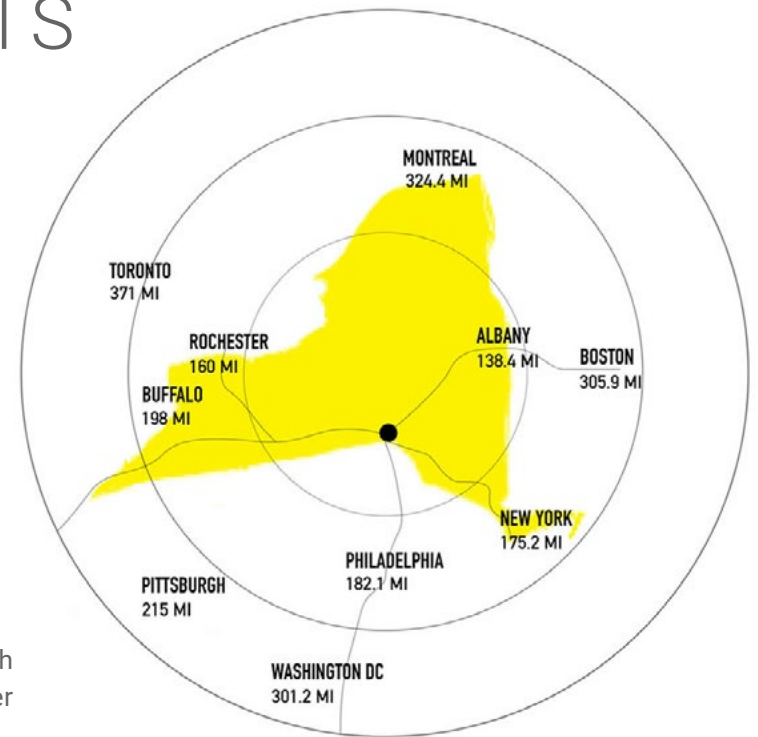 IS
MONTREAL
324.4 MI
TORONTO
371 MI
ROCHESTER
160 MI
ALBANY
138.4 MI
BOSTON
305.9 MI
BUFFALO
198 MI
NEW YORK
175.2 MI
PHILADELPHIA
182.1 MI
PITTSBURGH
215 MI
WASHINGTON DC
301.2 MI